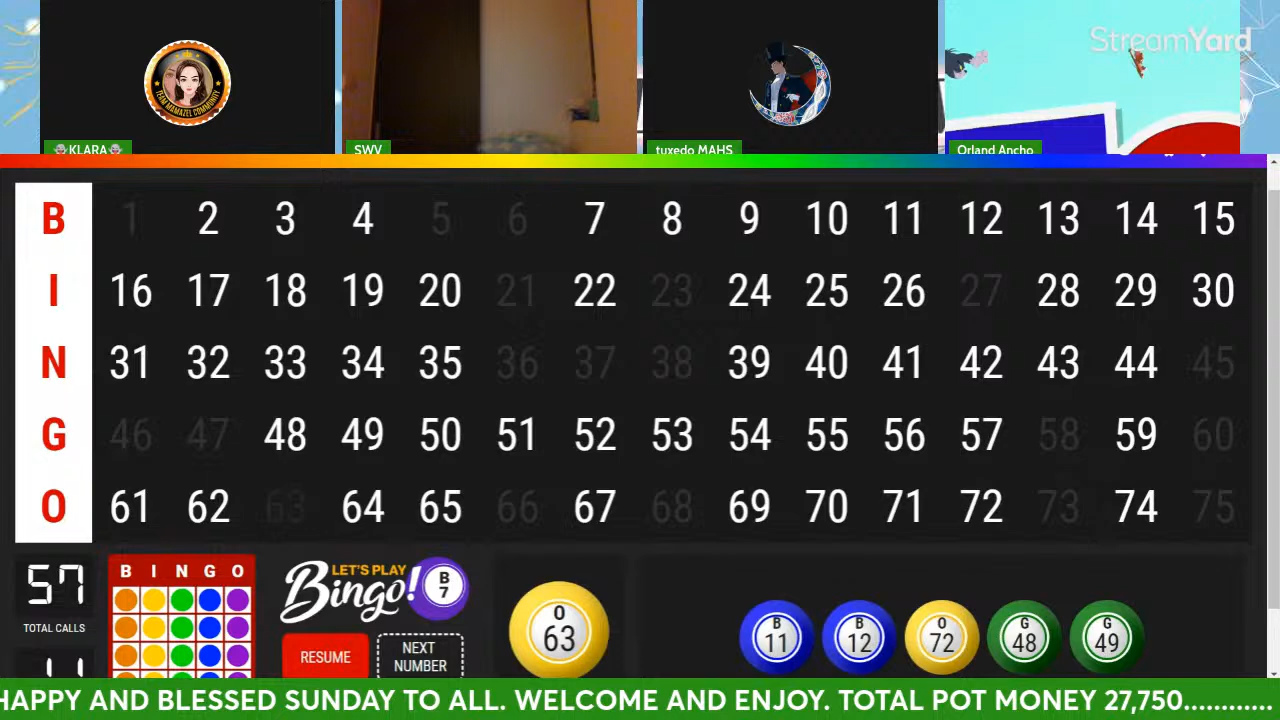 StreamYard
TEAM MAMAZEL COMMUNITY
👻KLARA👻
SWV
tuxedo MAHS
Orland Ancho
B 1 2 3 4 5 6 7 8 9 10 11 12 13 14 15
I 16 17 18 19 20 21 22 23 24 25 26 27 28 29 30
N 31 32 33 34 35 36 37 38 39 40 41 42 43 44 45
G 46 47 48 49 50 51 52 53 54 55 56 57 58 59 60
O 61 62 63 64 65 66 67 68 69 70 71 72 73 74 75
57
TOTAL CALLS
B I N G O
LET'S PLAY
Bingo!
B
7
RESUME
NEXT
NUMBER
O
63
B
11
B
12
O
72
G
48
G
49
HAPPY AND BLESSED SUNDAY TO ALL. WELCOME AND ENJOY. TOTAL POT MONEY 27,750............